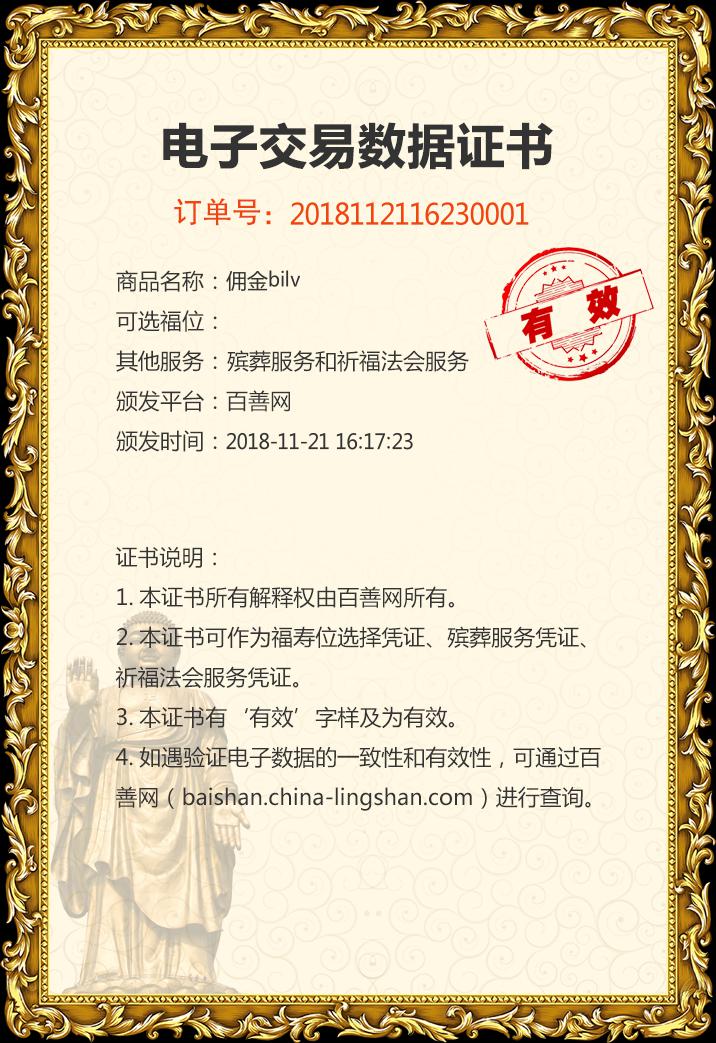 电子交易数据证书
订单号：2018112116230001
商品名称：佣金bilv
可选福位：
其他服务：殡葬服务和祈福法会服务
颁发平台：百善网
颁发时间：2018-11-21 16:17:23
有 效
证书说明：
1. 本证书所有解释权由百善网所有。
2. 本证书可作为福寿位选择凭证、殡葬服务凭证、
祈福法会服务凭证。
3. 本证书有‘有效’字样及为有效。
4. 如遇验证电子数据的一致性和有效性，可通过百
善网（baishan.china-lingshan.com）进行查询。